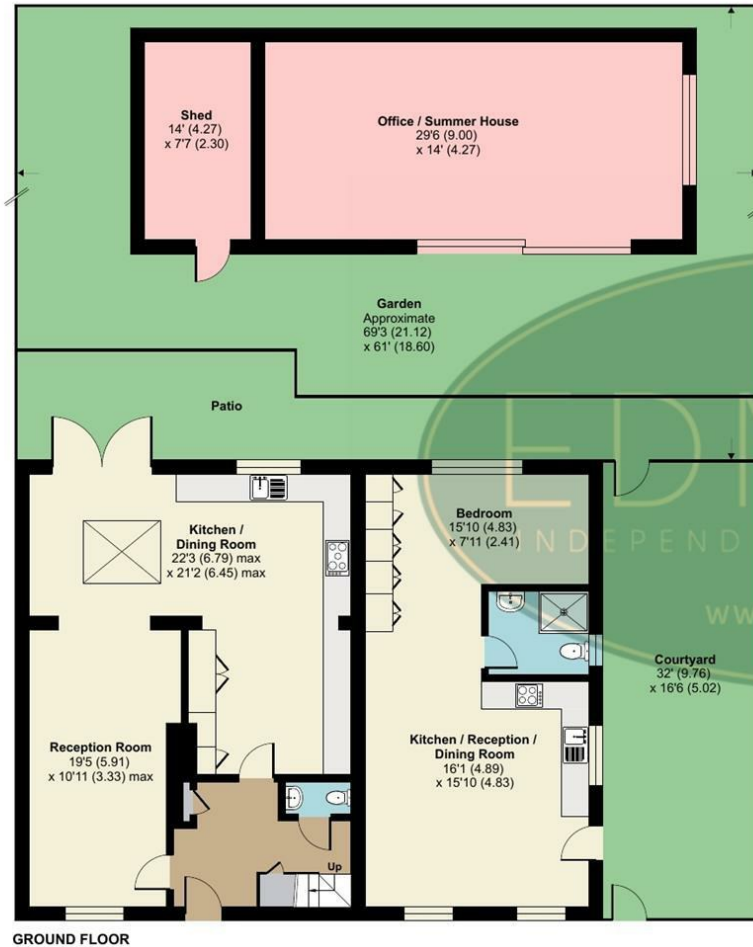 Shed
14' (4.27)
x 7'7 (2.30)
Office / Summer House
29'6 (9.00)
x 14' (4.27)
Garden
Approximate
69'3 (21.12)
x 61' (18.60)
Patio
EDM
INDEPEND
ww
Kitchen /
Dining Room
22'3 (6.79) max
x 21'2 (6.45) max
Bedroom
15'10 (4.83)
x 7'11 (2.41)
Courtyard
32' (9.76)
x 16'6 (5.02)
Reception Room
19'5 (5.91)
x 10'11 (3.33) max
Kitchen / Reception /
Dining Room
16'1 (4.89)
x 15'10 (4.83)
Up
GROUND FLOOR